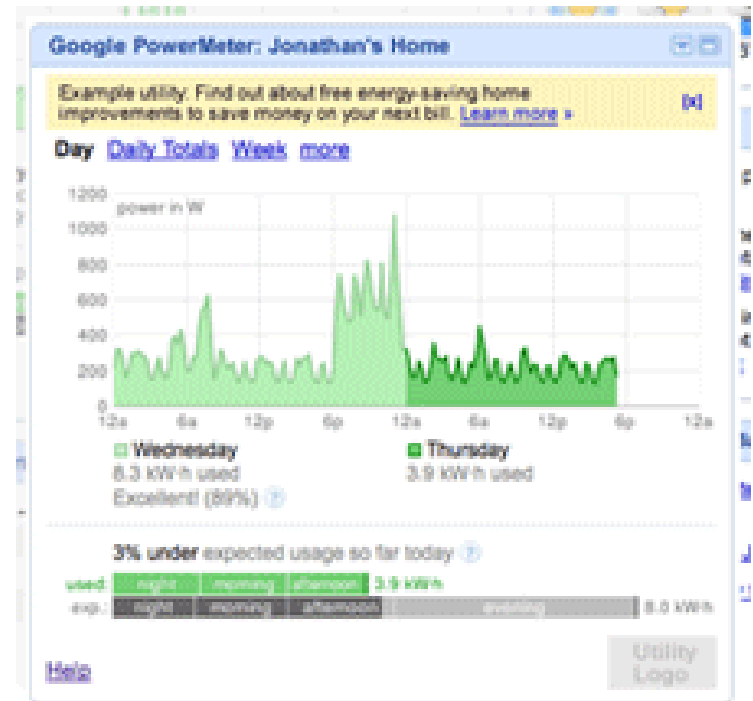 Google PowerMeter: Jonathan's Home
Example utility: Find out about free energy-saving home
improvements to save money on your next bill. Learn more »
[x]
Day Daily Totals Week more
1200
power in W
1000
800
600
400
200
0
12a 6a 12p 6p 12a 6a 12p 6p 12a
Wednesday
8.3 kW·h used
Excellent! (89%) ?
Thursday
3.9 kW·h used
3% under expected usage so far today ?
used: night morning afternoon 3.9 kW·h
exp.: night morning afternoon evening 8.0 kW·h
Help
Utility
Logo